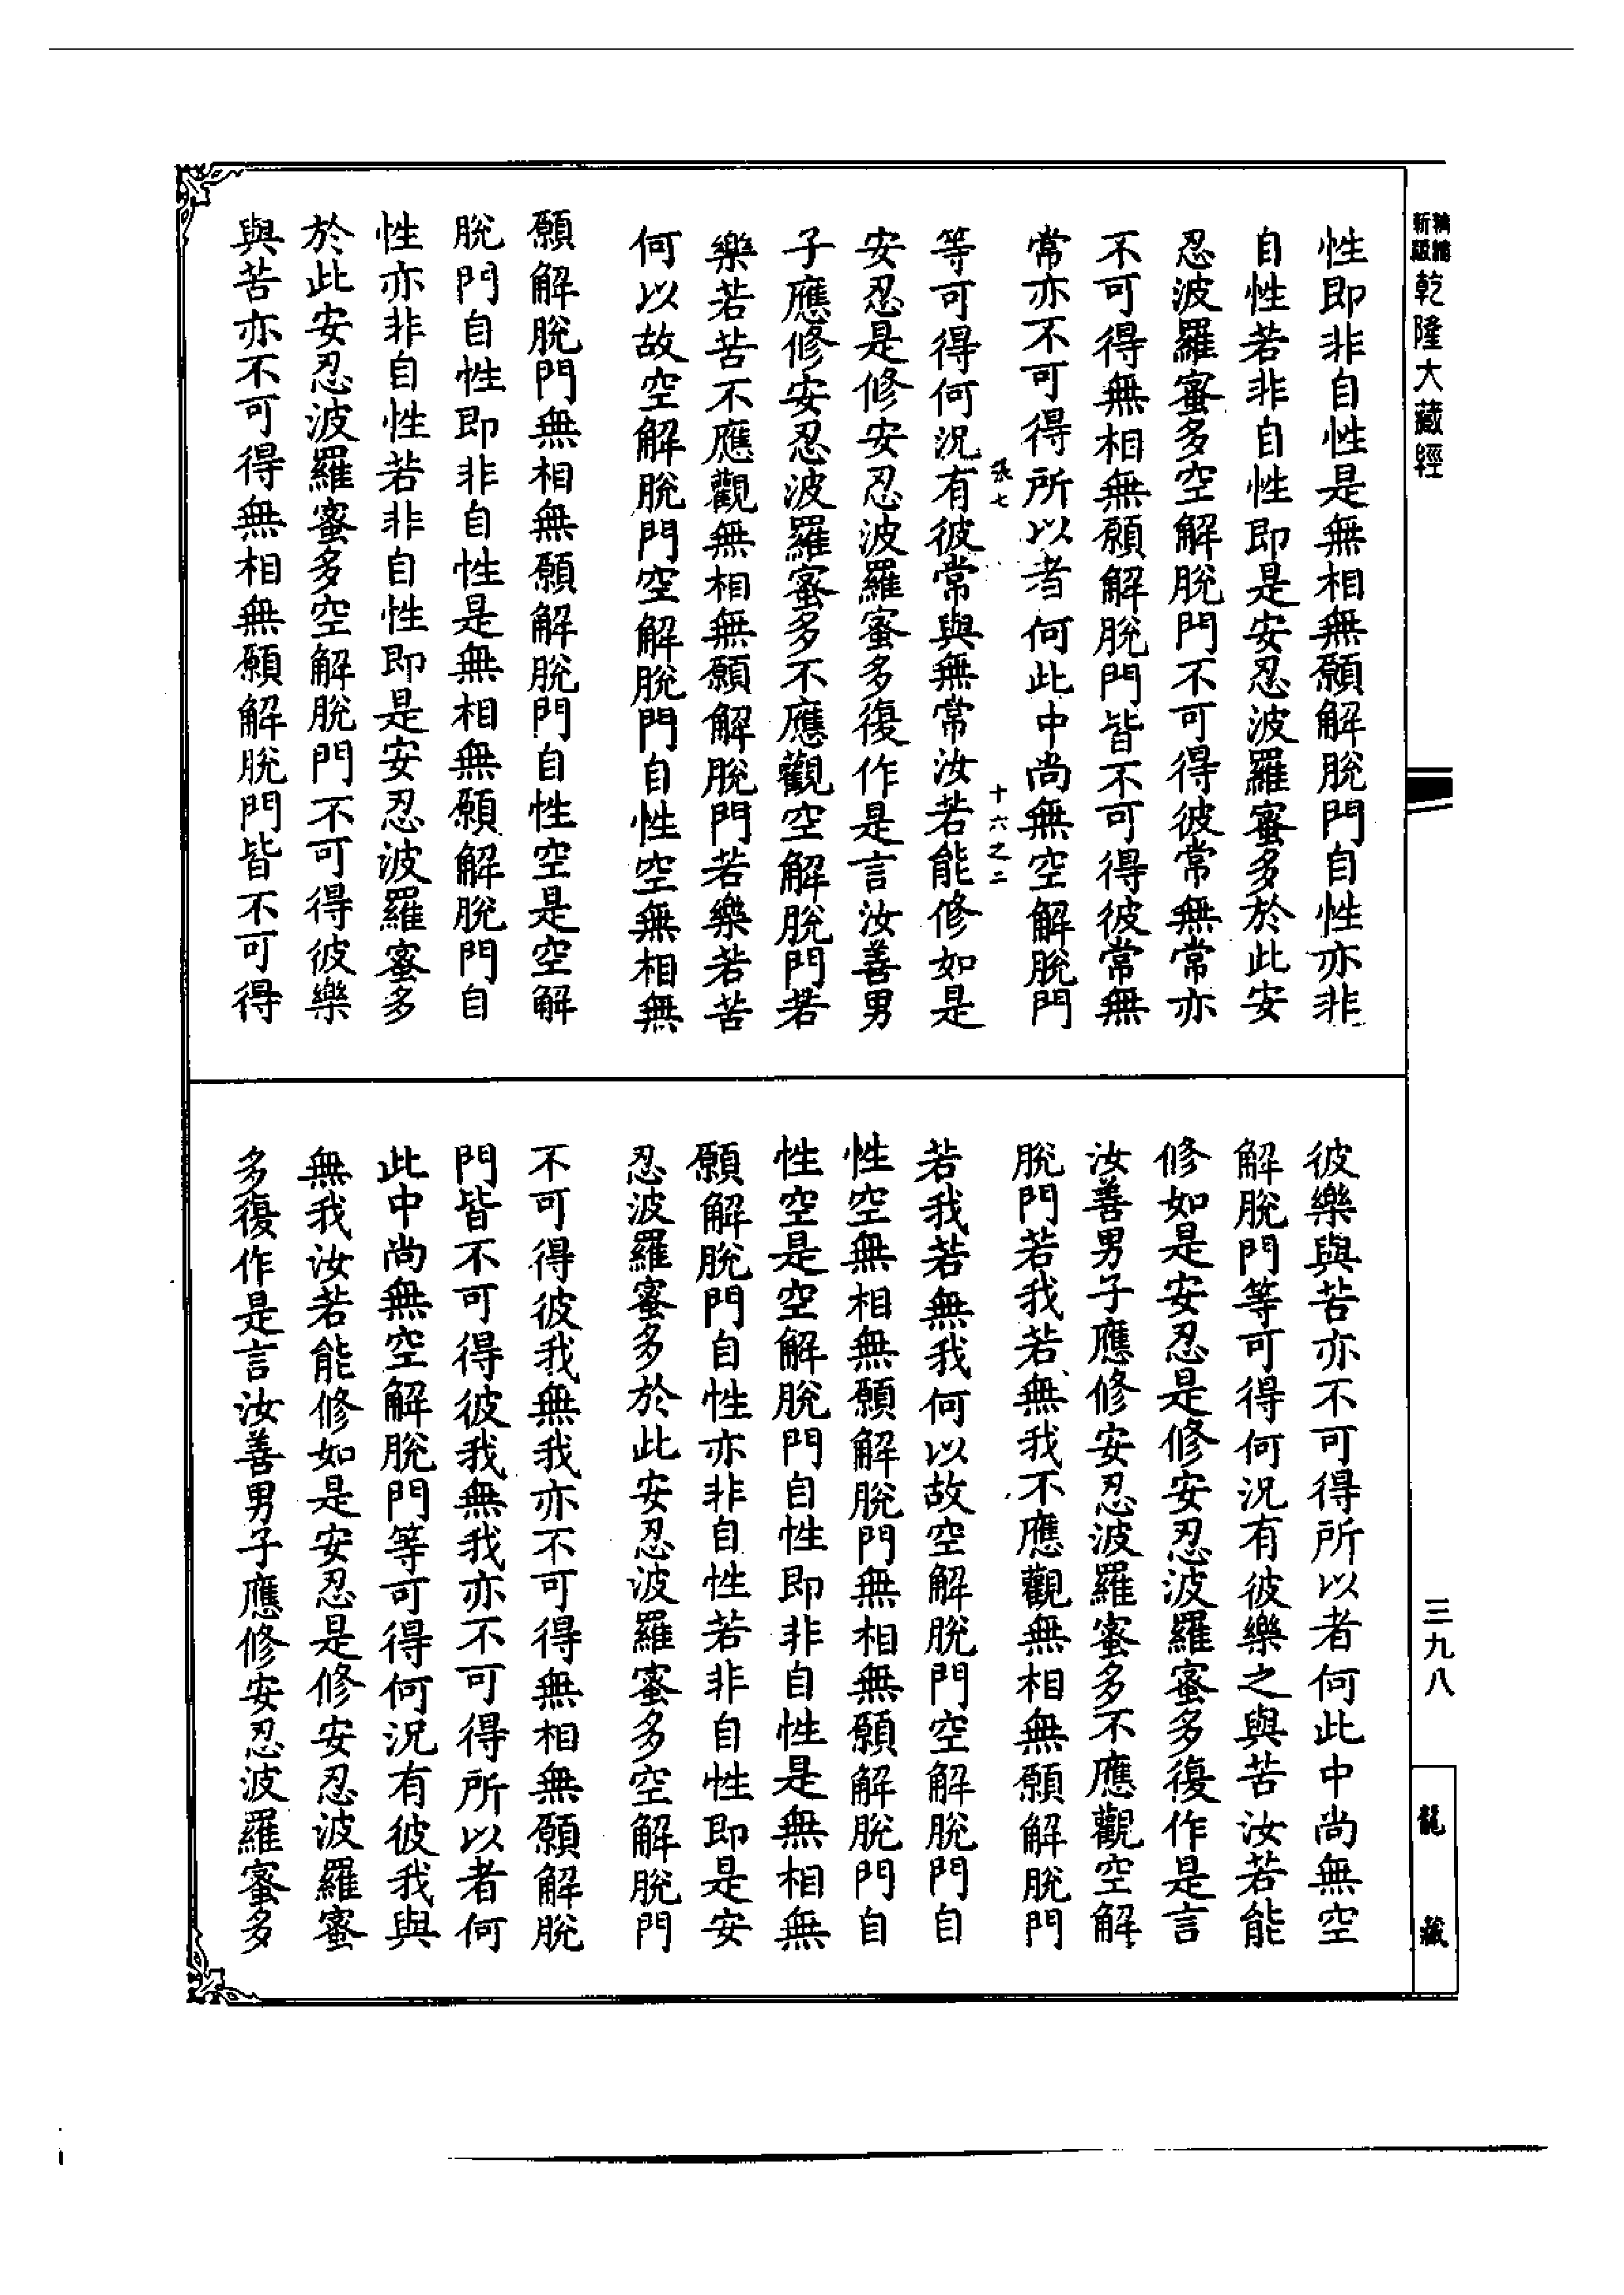 新編縮版乾隆大藏經
性即非自性是無相無願解脫門自性亦非
自性若非自性即是安忍波羅蜜多於此安
忍波羅蜜多空解脫門不可得彼常無常亦
不可得無相無願解脫門皆不可得彼常無
常亦不可得所以者何此中尚無空解脫門
張七 十六之二
等可得何況有彼常與無常汝若能修如是
安忍是修安忍波羅蜜多復作是言汝善男
子應修安忍波羅蜜多不應觀空解脫門若
樂若苦不應觀無相無願解脫門若樂若苦
何以故空解脫門空解脫門自性空無相無
願解脫門無相無願解脫門自性空是空解
脫門自性即非自性是無相無願解脫門自
性亦非自性若非自性即是安忍波羅蜜多
於此安忍波羅蜜多空解脫門不可得彼樂
與苦亦不可得無相無願解脫門皆不可得
彼樂與苦亦不可得所以者何此中尚無空
解脫門等可得何況有彼樂之與苦汝若能
修如是安忍是修安忍波羅蜜多復作是言
汝善男子應修安忍波羅蜜多不應觀空解
脫門若我若無我不應觀無相無願解脫門
若我若無我何以故空解脫門空解脫門自
性空無相無願解脫門無相無願解脫門自
性空是空解脫門自性即非自性是無相無
願解脫門自性亦非自性若非自性即是安
忍波羅蜜多於此安忍波羅蜜多空解脫門
不可得彼我無我亦不可得無相無願解脫
門皆不可得彼我無我亦不可得所以者何
此中尚無空解脫門等可得何況有彼我與
無我汝若能修如是安忍是修安忍波羅蜜
多復作是言汝善男子應修安忍波羅蜜多
三九八
龍藏